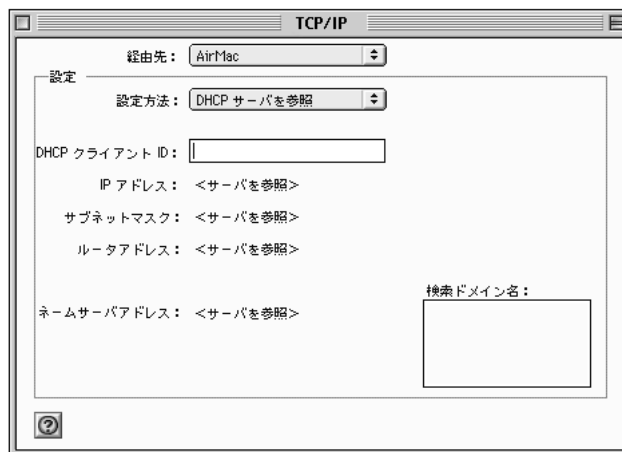 TCP/IP
経由先： AirMac
設定
設定方法： DHCP サーバを参照
DHCP クライアント ID：
IP アドレス： <サーバを参照>
サブネットマスク： <サーバを参照>
ルータアドレス： <サーバを参照>
検索ドメイン名：
ネームサーバアドレス： <サーバを参照>
?